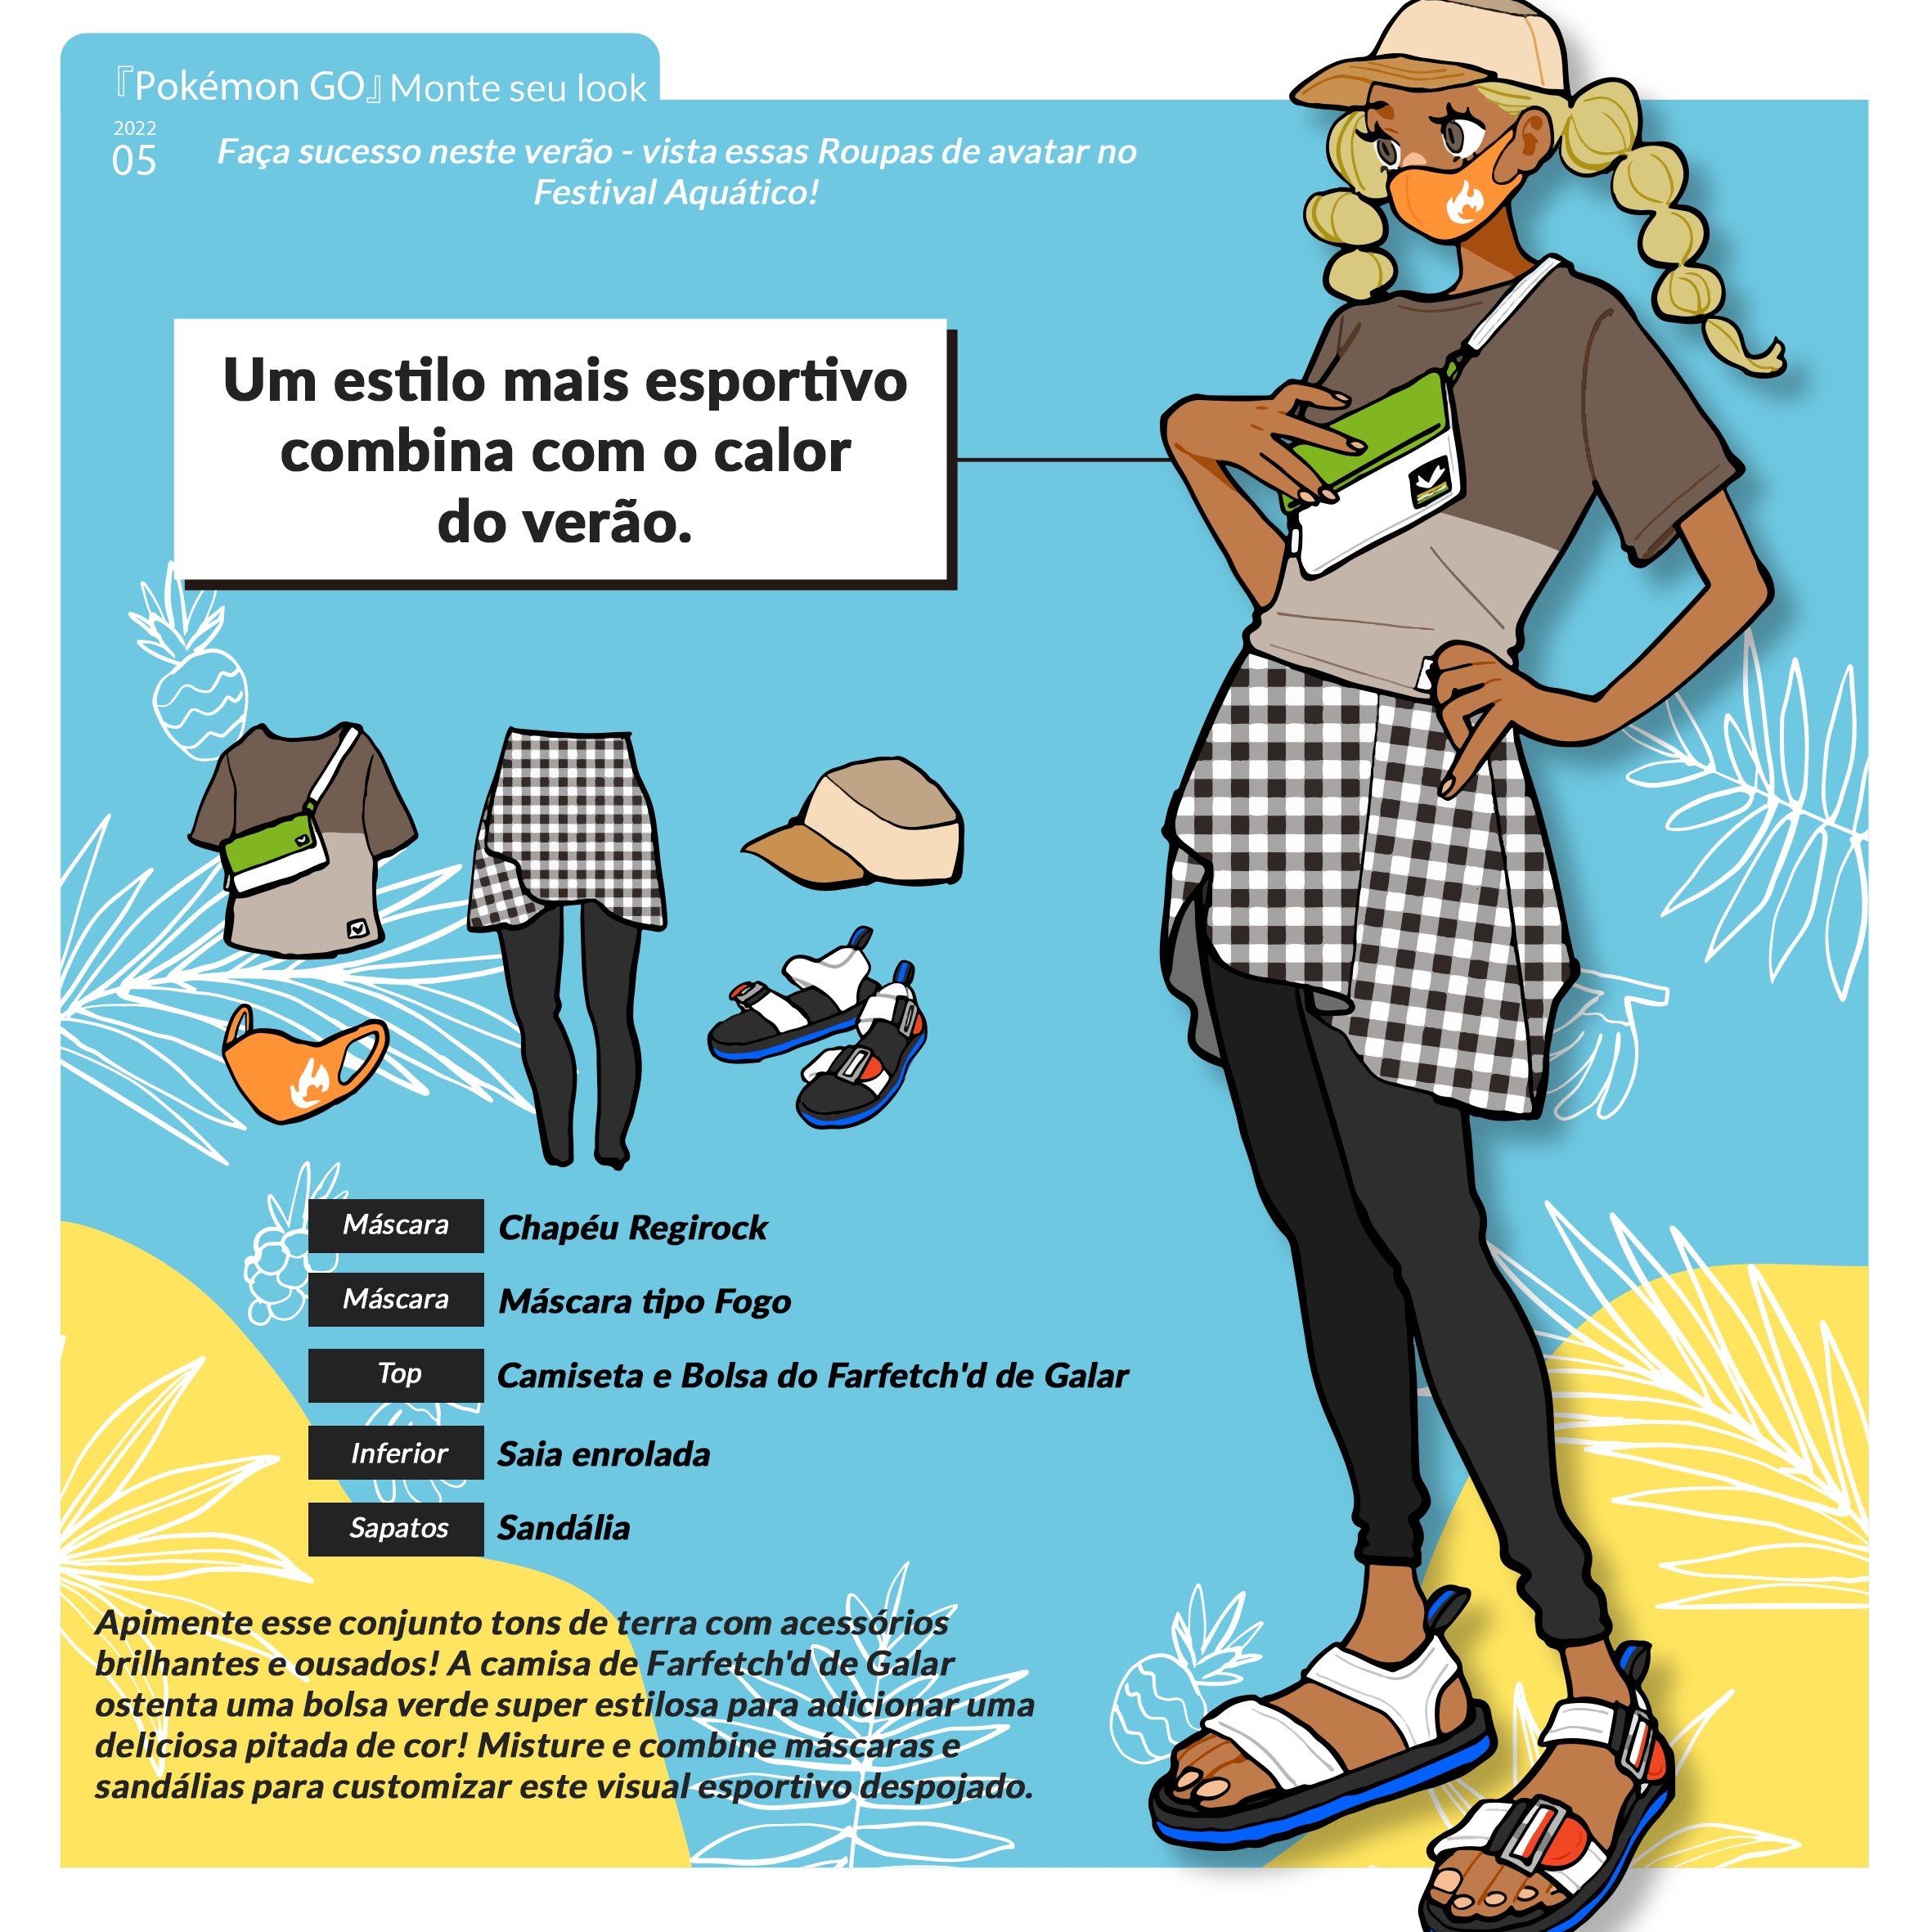 『Pokémon GO』Monte seu look
2022
05
Faça sucesso neste verão - vista essas Roupas de avatar no
Festival Aquático!
Um estilo mais esportivo
combina com o calor
do verão.
Máscara Chapéu Regirock
Máscara Máscara tipo Fogo
Top Camiseta e Bolsa do Farfetch'd de Galar
Inferior Saia enrolada
Sapatos Sandália
Apimente esse conjunto tons de terra com acessórios
brilhantes e ousados! A camisa de Farfetch'd de Galar
ostenta uma bolsa verde super estilosa para adicionar uma
deliciosa pitada de cor! Misture e combine máscaras e
sandálias para customizar este visual esportivo despojado.